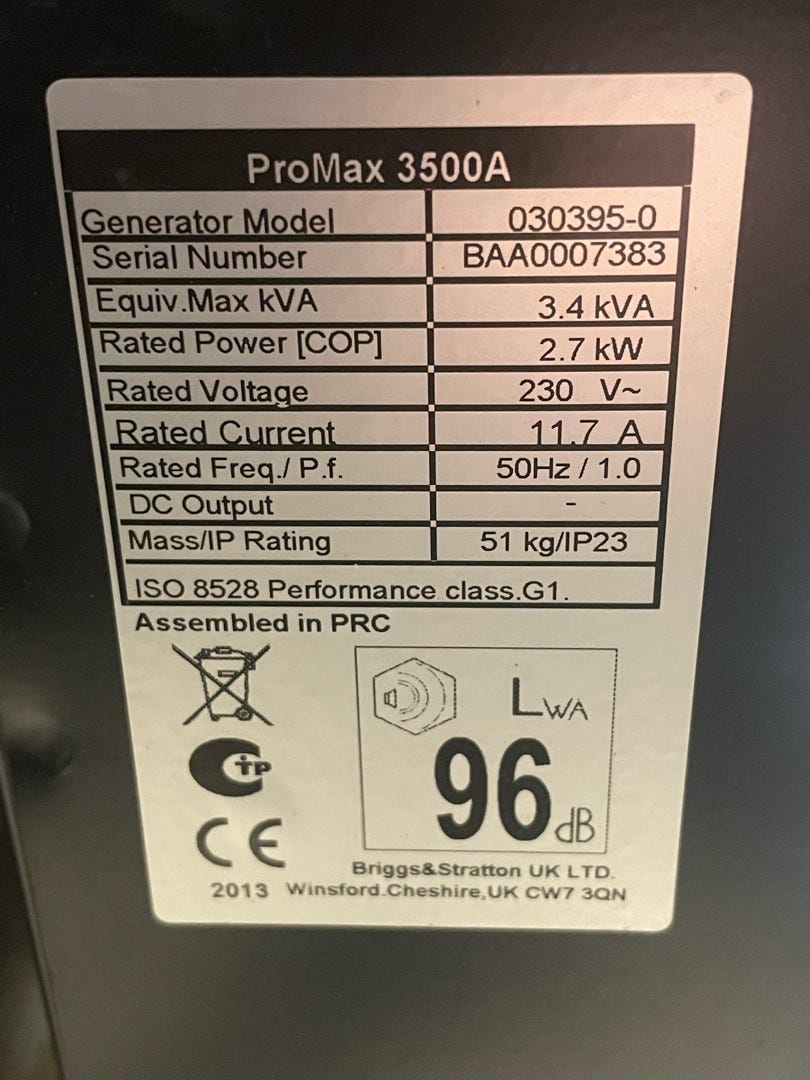 ProMax 3500A
Generator Model 030395-0
Serial Number BAA0007383
Equiv.Max kVA 3.4 kVA
Rated Power [COP] 2.7 kW
Rated Voltage 230 V~
Rated Current 11.7 A
Rated Freq./ P.f. 50Hz / 1.0
DC Output -
Mass/IP Rating 51 kg/IP23
ISO 8528 Performance class.G1.
Assembled in PRC
LWA
96 dB
CTP
CE
Briggs&Stratton UK LTD.
2013 Winsford.Cheshire,UK CW7 3QN